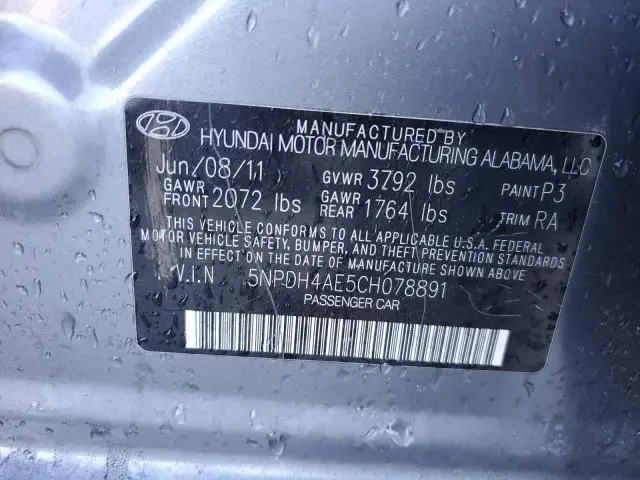 MANUFACTURED BY
HYUNDAI MOTOR MANUFACTURING ALABAMA, LLC
Jun/08/11 GVWR 3792 lbs PAINT P3
GAWR FRONT 2072 lbs GAWR REAR 1764 lbs TRIM RA
THIS VEHICLE CONFORMS TO ALL APPLICABLE U.S.A. FEDERAL
MOTOR VEHICLE SAFETY, BUMPER, AND THEFT PREVENTION
STANDARDS IN EFFECT ON THE DATE OF MANUFACTURE SHOWN ABOVE.
V.I.N 5NPDH4AE5CH078891
PASSENGER CAR